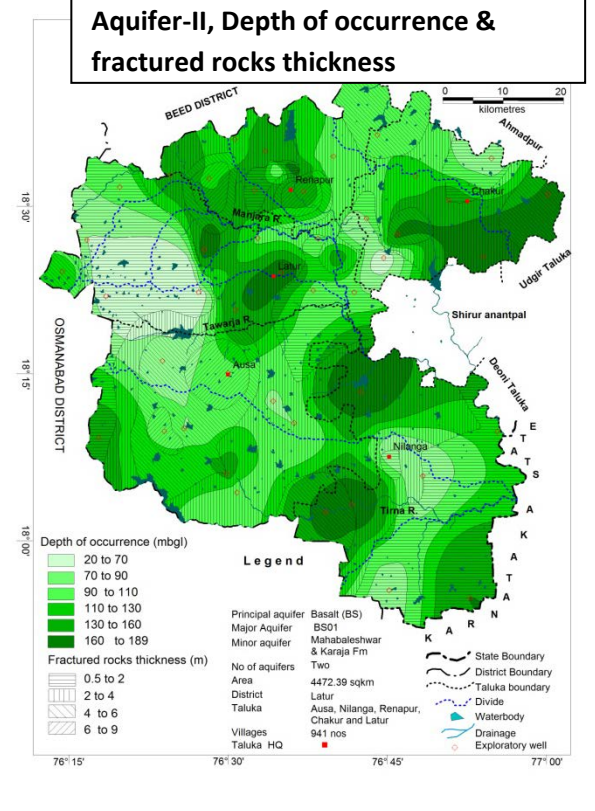 Aquifer-II, Depth of occurrence &
fractured rocks thickness
0 10 20
kilometres
BEED DISTRICT
Ahmadpur
Renapur
Chakur
18° 30'
Manjara R.
Latur
Udgir Taluka
Shirur anantpal
Tawarja R.
OSMANABAD DISTRICT
18° 15'
Ausa
Deoni Taluka
Nilanga
Tirna R.
KARNATAKA STATE
18° 00'
Depth of occurrence (mbgl)
20 to 70
70 to 90
90 to 110
110 to 130
130 to 160
160 to 189
Fractured rocks thickness (m)
0.5 to 2
2 to 4
4 to 6
6 to 9
Legend
Principal aquifer Basalt (BS)
Major Aquifer BS01
Minor aquifer Mahabaleshwar
& Karaja Fm
No of aquifers Two
Area 4472.39 sqkm
District Latur
Taluka Ausa, Nilanga, Renapur,
Chakur and Latur
Villages 941 nos
Taluka HQ
State Boundary
District Boundary
Taluka boundary
Divide
Waterbody
Drainage
Exploratory well
76° 15' 76° 30' 76° 45' 77° 00'